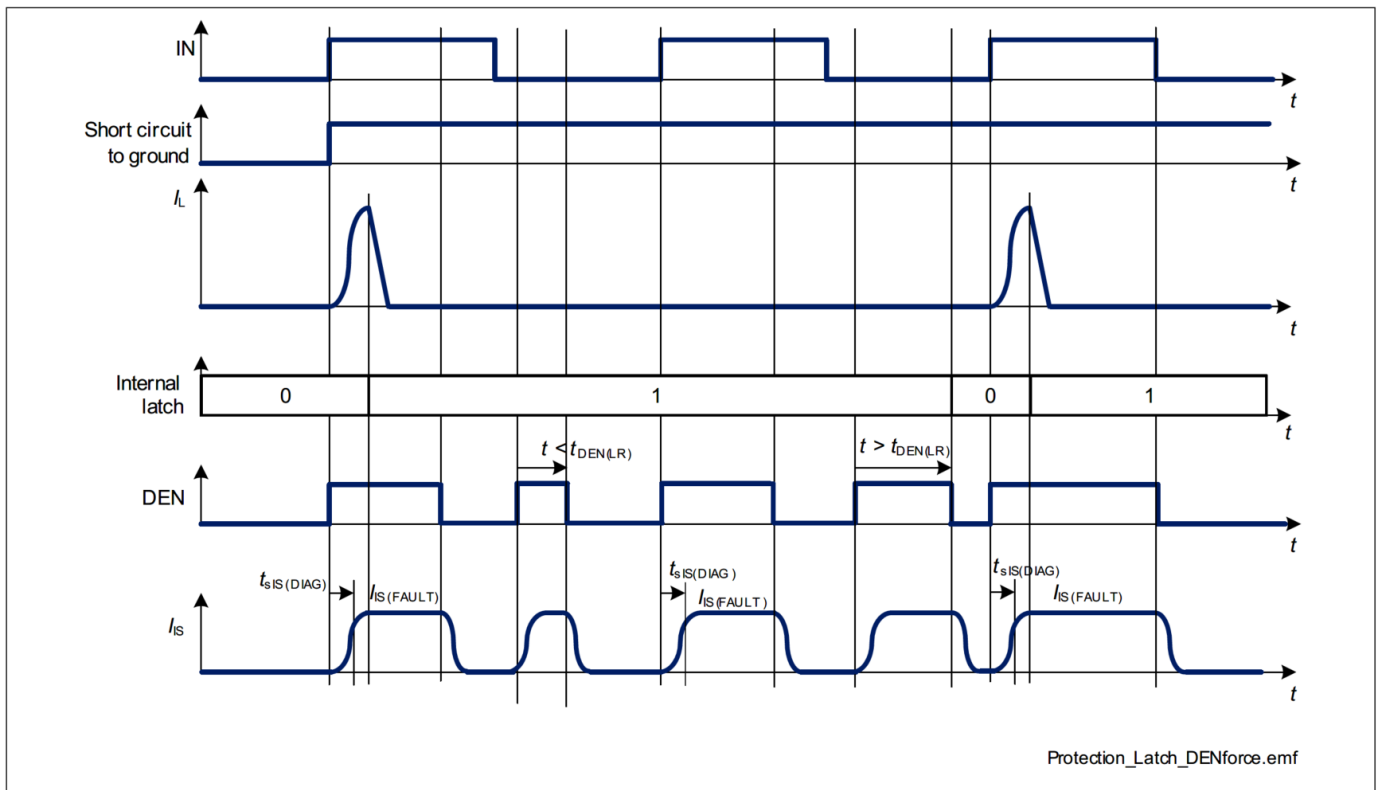 IN
t
Short circuit
to ground
t
IL
t
Internal
latch
0
1
0
1
t
t < tDEN(LR)
t > tDEN(LR)
DEN
t
tsIS(DIAG)
IIS(FAULT)
tsIS(DIAG)
IIS(FAULT)
tsIS(DIAG)
IIS(FAULT)
IIS
t
Protection_Latch_DENforce.emf